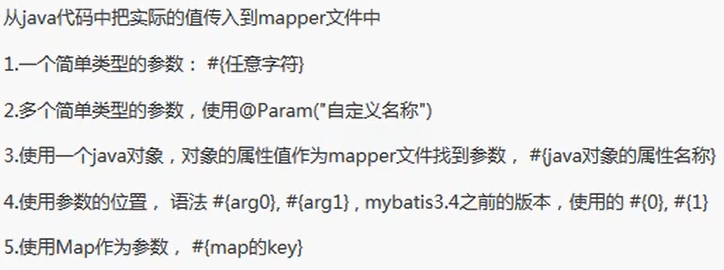 从java代码中把实际的值传入到mapper文件中
1.一个简单类型的参数： #{任意字符}
2.多个简单类型的参数，使用@Param("自定义名称")
3.使用一个java对象，对象的属性值作为mapper文件找到参数， #{java对象的属性名称}
4.使用参数的位置， 语法 #{arg0}, #{arg1} , mybatis3.4之前的版本，使用的 #{0}, #{1}
5.使用Map作为参数， #{map的key}